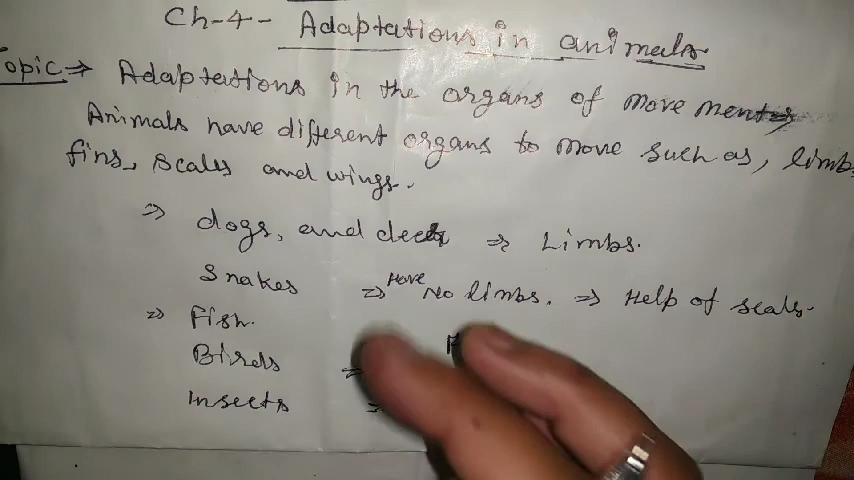 Ch-4- Adaptations in animals
Topic ⇒ Adaptations in the organs of movement
Animals have different organs to move such as, limbs
fins, scales and wings.
⇒ dogs, and deer ⇒ Limbs.
Snakes ⇒ Have No limbs. ⇒ Help of scals.
⇒ Fish.
Birds ⇒
Insects ⇒